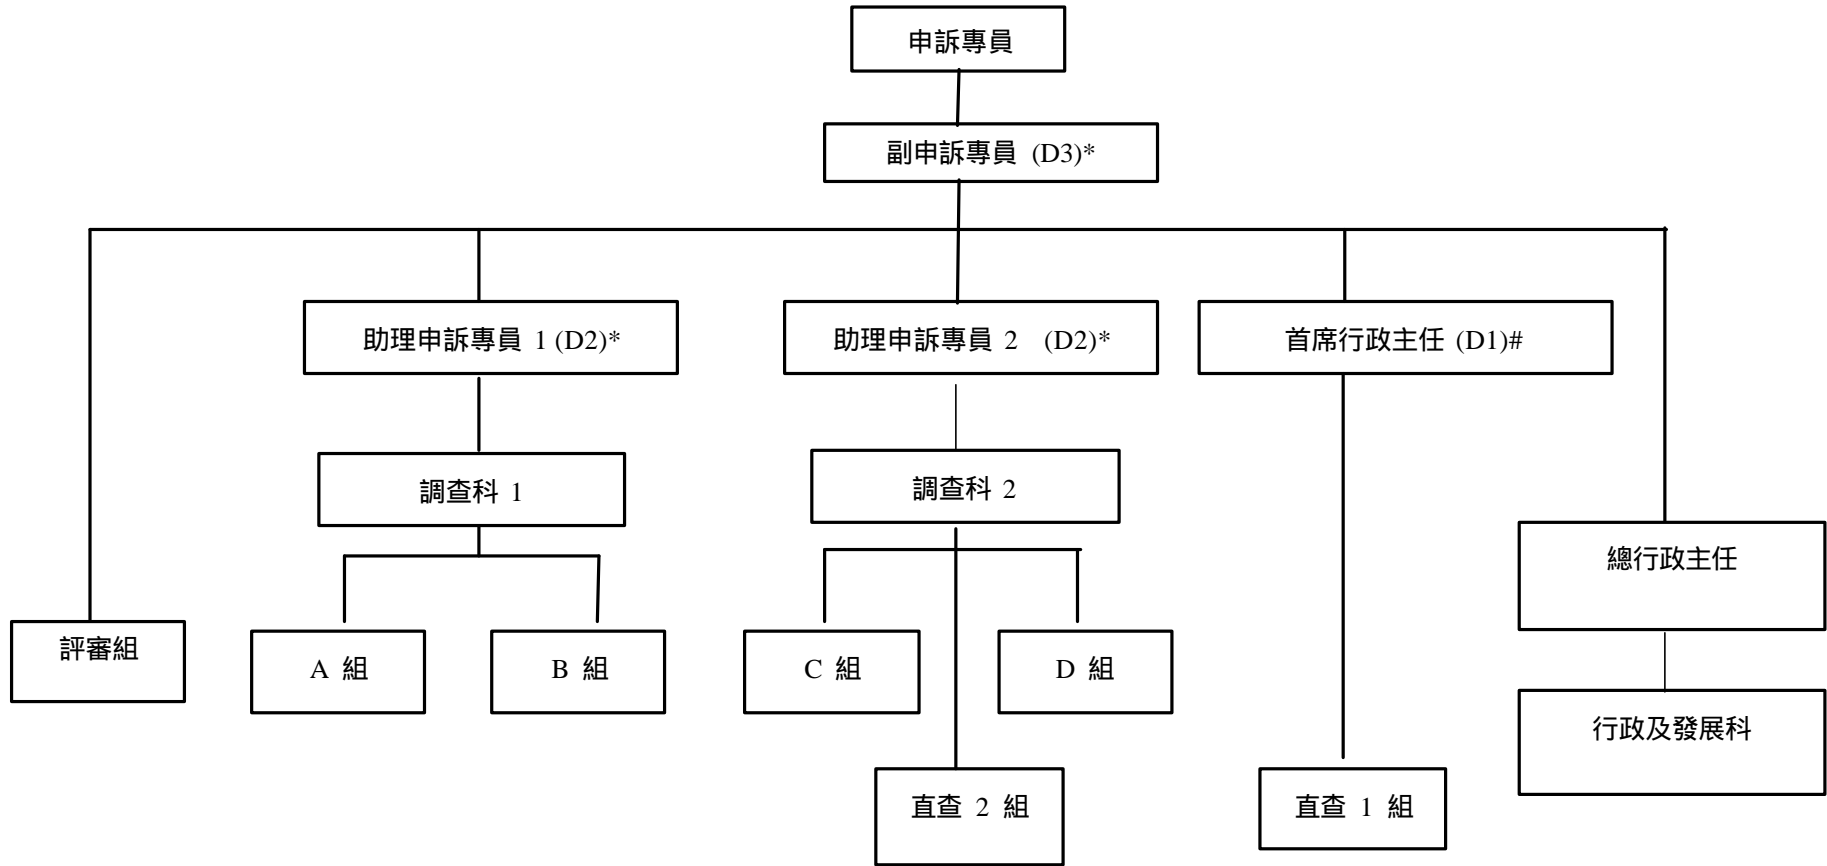 申訴專員
副申訴專員 (D3)*
助理申訴專員 1 (D2)*
助理申訴專員 2 (D2)*
首席行政主任 (D1)#
調查科 1
調查科 2
總行政主任
評審組
A 組
B 組
C 組
D 組
行政及發展科
直查 2 組
直查 1 組